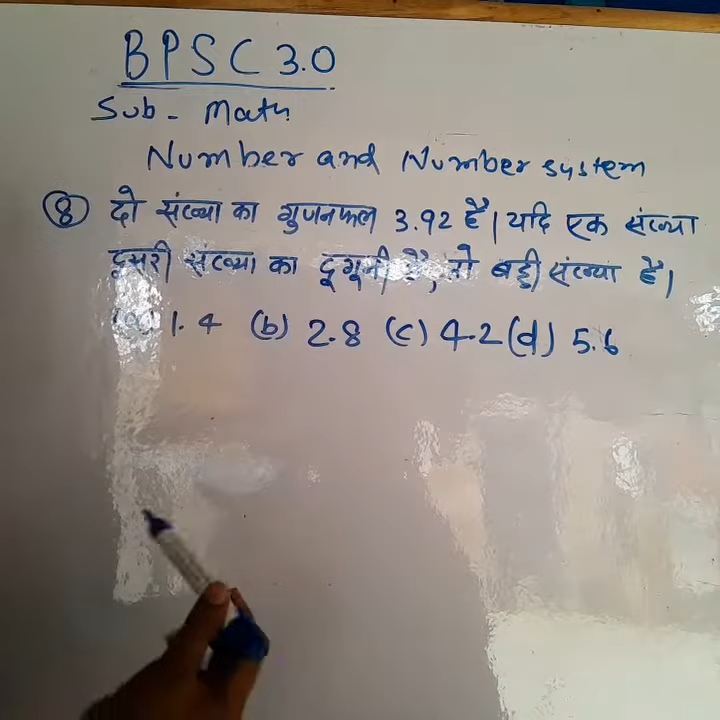 BPSC 3.0
Sub - Math
Number and Number system
(8) दो संख्या का गुणनफल 3.92 है। यदि एक संख्या
दुसरी संख्या का दूगूनी है, तो बड़ी संख्या है।
(a) 1.4 (b) 2.8 (c) 4.2 (d) 5.6